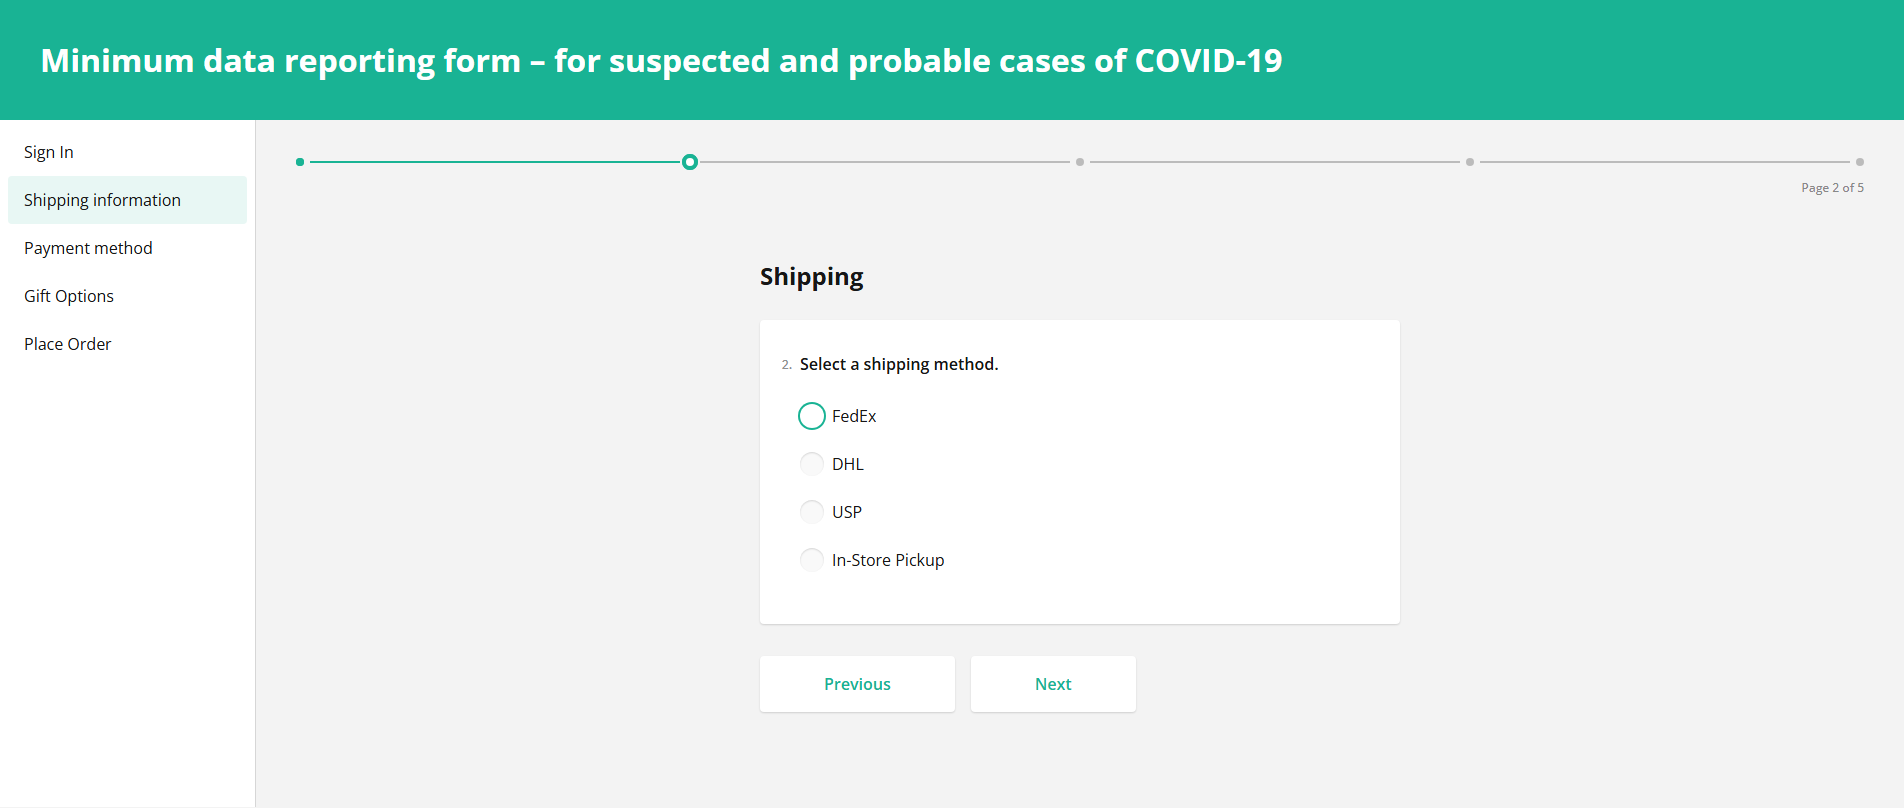 Minimum data reporting form – for suspected and probable cases of COVID-19
Sign In
Shipping information
Payment method
Gift Options
Place Order
Page 2 of 5
Shipping
2. Select a shipping method.
FedEx
DHL
USP
In-Store Pickup
Previous
Next